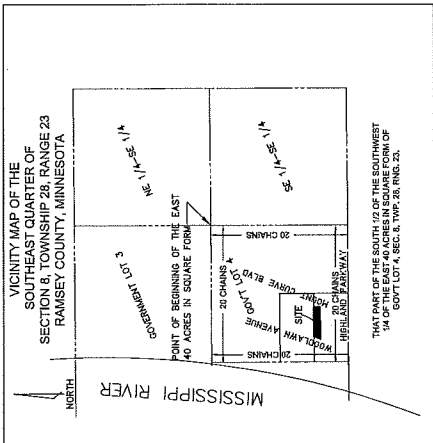 VICINITY MAP OF THE
SOUTHEAST QUARTER OF
SECTION 8, TOWNSHIP 28, RANGE 23
RAMSEY COUNTY, MINNESOTA
NORTH
MISSISSIPPI RIVER
GOVERNMENT LOT 3
NE 1/4-SE 1/4
POINT OF BEGINNING OF THE EAST
40 ACRES IN SQUARE FORM
20 CHAINS
20 CHAINS
20 CHAINS
20 CHAINS
GOV'T LOT 4
MOUNT CURVE BLVD
WOODLAWN AVENUE
SITE
SE 1/4-SE 1/4
HIGHLAND PARKWAY
THAT PART OF THE SOUTH 1/2 OF THE SOUTHWEST
1/4 OF THE EAST 40 ACRES IN SQUARE FORM OF
GOV'T LOT 4, SEC. 8, TWP. 28, RNG. 23.